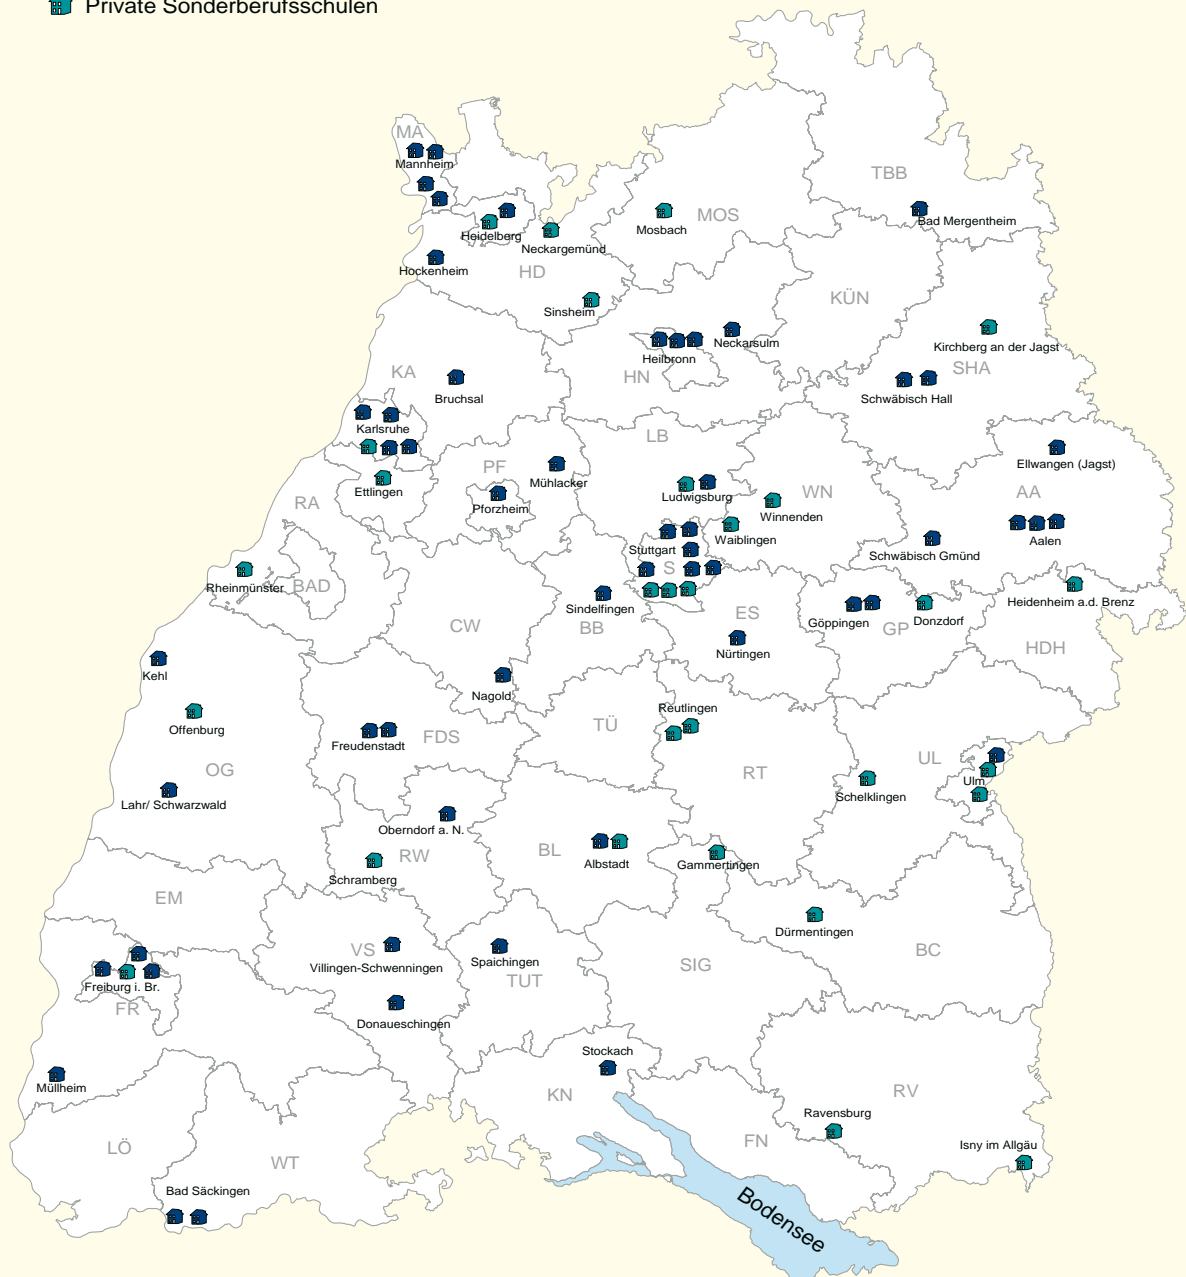 Private Sonderberufsschulen
MA
Mannheim
TBB
MOS
Mosbach
Bad Mergentheim
Heidelberg
Neckargemünd
Hockenheim
HD
KÜN
Sinsheim
Neckarsulm
Kirchberg an der Jagst
Heilbronn
SHA
KA
HN
Bruchsal
Schwäbisch Hall
Karlsruhe
LB
PF
Ellwangen (Jagst)
Mühlacker
Ettlingen
Ludwigsburg
WN
AA
RA
Pforzheim
Winnenden
Waiblingen
Aalen
Stuttgart
Schwäbisch Gmünd
S
Rheinmünster
BAD
Heidenheim a.d. Brenz
Sindelfingen
ES
Göppingen
Donzdorf
CW
BB
GP
HDH
Nürtingen
Kehl
Nagold
Reutlingen
Offenburg
TÜ
Freudenstadt
FDS
UL
OG
RT
Ulm
Schelklingen
Lahr/ Schwarzwald
Oberndorf a. N.
RW
BL
Albstadt
Gammertingen
Schramberg
EM
Dürmentingen
VS
BC
Villingen-Schwenningen
Spaichingen
SIG
TUT
Freiburg i. Br.
FR
Donaueschingen
Stockach
Müllheim
KN
RV
Ravensburg
FN
LÖ
Isny im Allgäu
WT
Bad Säckingen
Bodensee